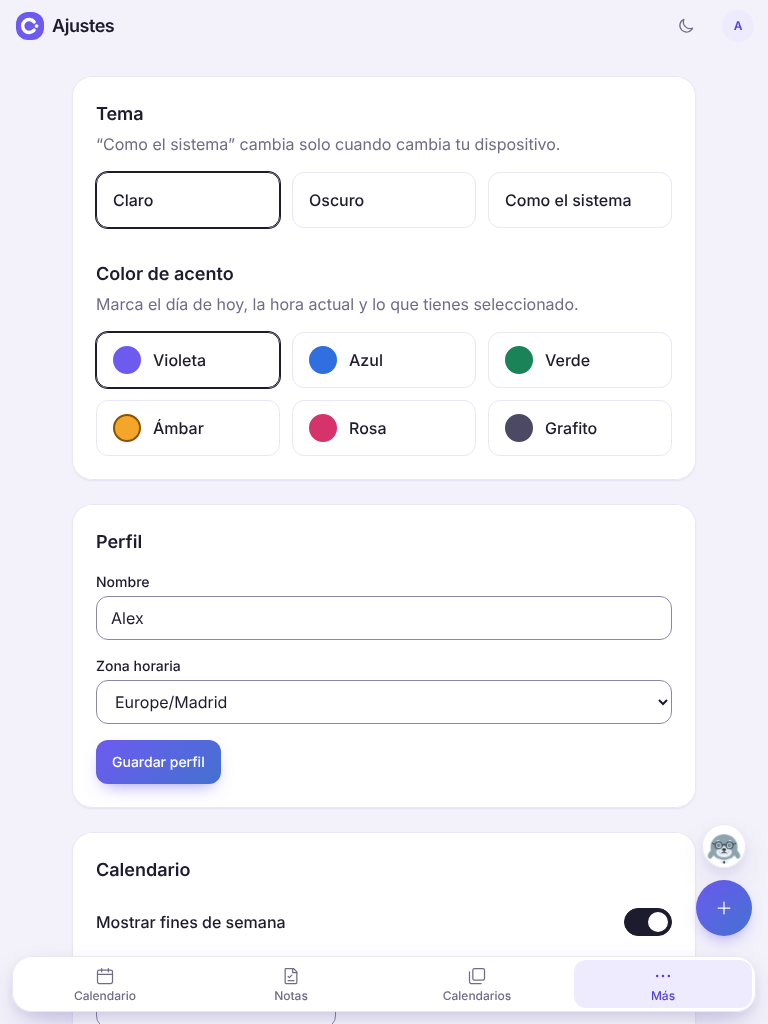 Ajustes
A
Tema
“Como el sistema” cambia solo cuando cambia tu dispositivo.
Claro
Oscuro
Como el sistema
Color de acento
Marca el día de hoy, la hora actual y lo que tienes seleccionado.
Violeta
Azul
Verde
Ámbar
Rosa
Grafito
Perfil
Nombre
Alex
Zona horaria
Europe/Madrid
Guardar perfil
Calendario
Mostrar fines de semana
Calendario
Notas
Calendarios
Más